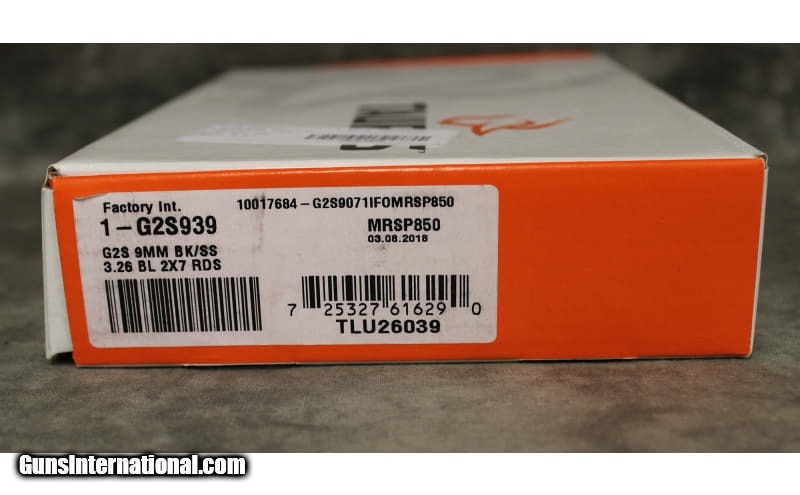 Factory Int.
10017684-G2S9071IFOMRSP850
1-G2S939
MRSP850
03.08.2018
G2S 9MM BK/SS
3.26 BL 2X7 RDS
7 25327 61629 0
TLU26039
GunsInternational.com